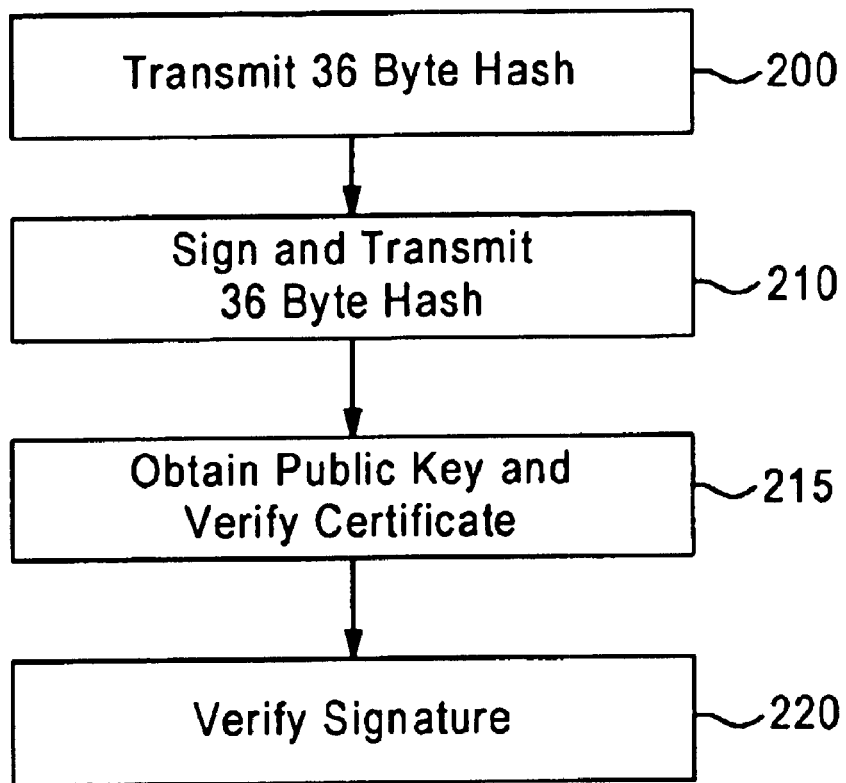 Transmit 36 Byte Hash
200
Sign and Transmit
36 Byte Hash
210
Obtain Public Key and
Verify Certificate
215
Verify Signature
220